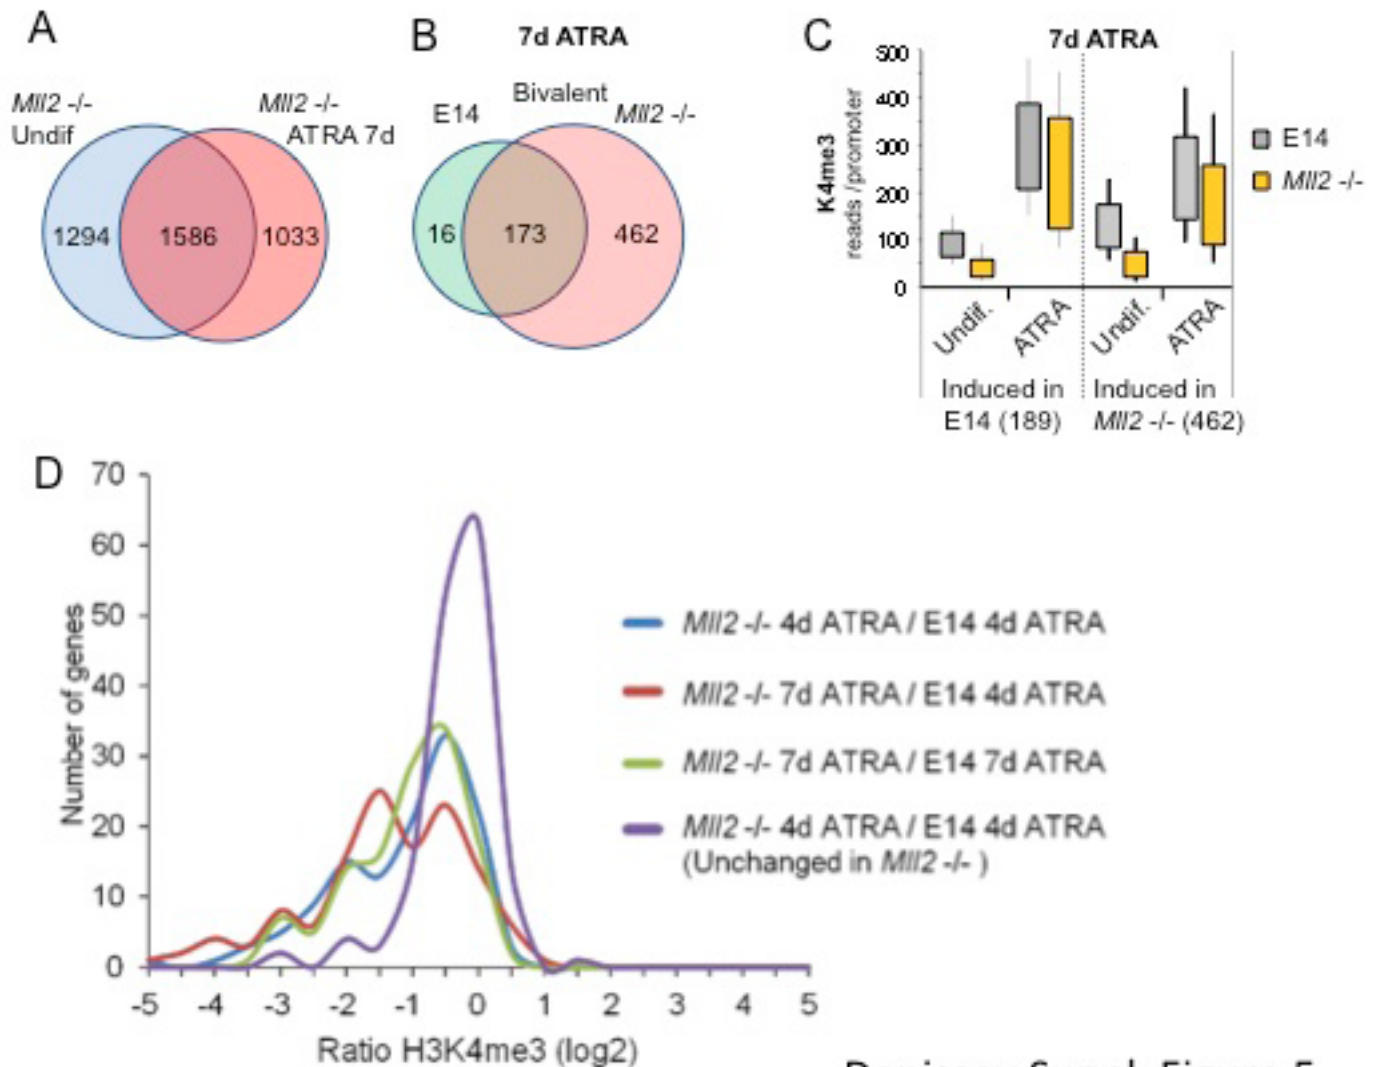 A
Mll2 -/-
Undif
Mll2 -/-
ATRA 7d
1294
1586
1033
B
7d ATRA
Bivalent
E14
Mll2 -/-
16
173
462
C
7d ATRA
500
400
300
200
100
0
K4me3
reads /promoter
Undif.
ATRA
Undif.
ATRA
Induced in
E14 (189)
Induced in
Mll2 -/- (462)
E14
Mll2 -/-
D
70
60
50
40
30
20
10
0
Number of genes
-5 -4 -3 -2 -1 0 1 2 3 4 5
Ratio H3K4me3 (log2)
Mll2 -/- 4d ATRA / E14 4d ATRA
Mll2 -/- 7d ATRA / E14 4d ATRA
Mll2 -/- 7d ATRA / E14 7d ATRA
Mll2 -/- 4d ATRA / E14 4d ATRA
(Unchanged in Mll2 -/- )